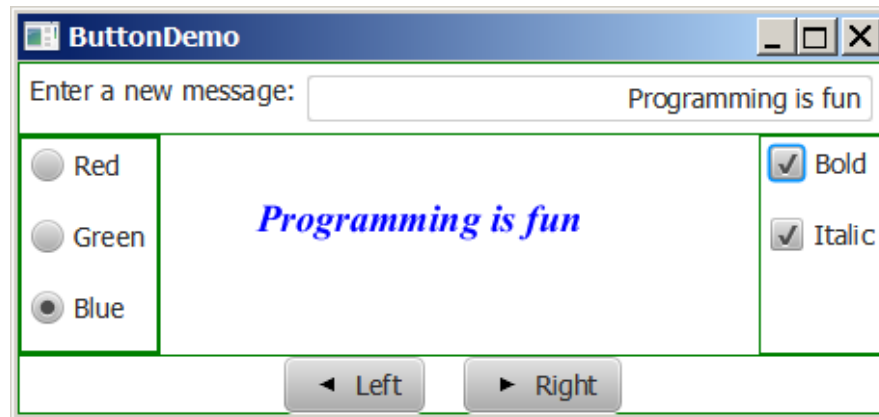 ButtonDemo
Enter a new message: Programming is fun
Red
Green
Blue
Programming is fun
Bold
Italic
Left
Right